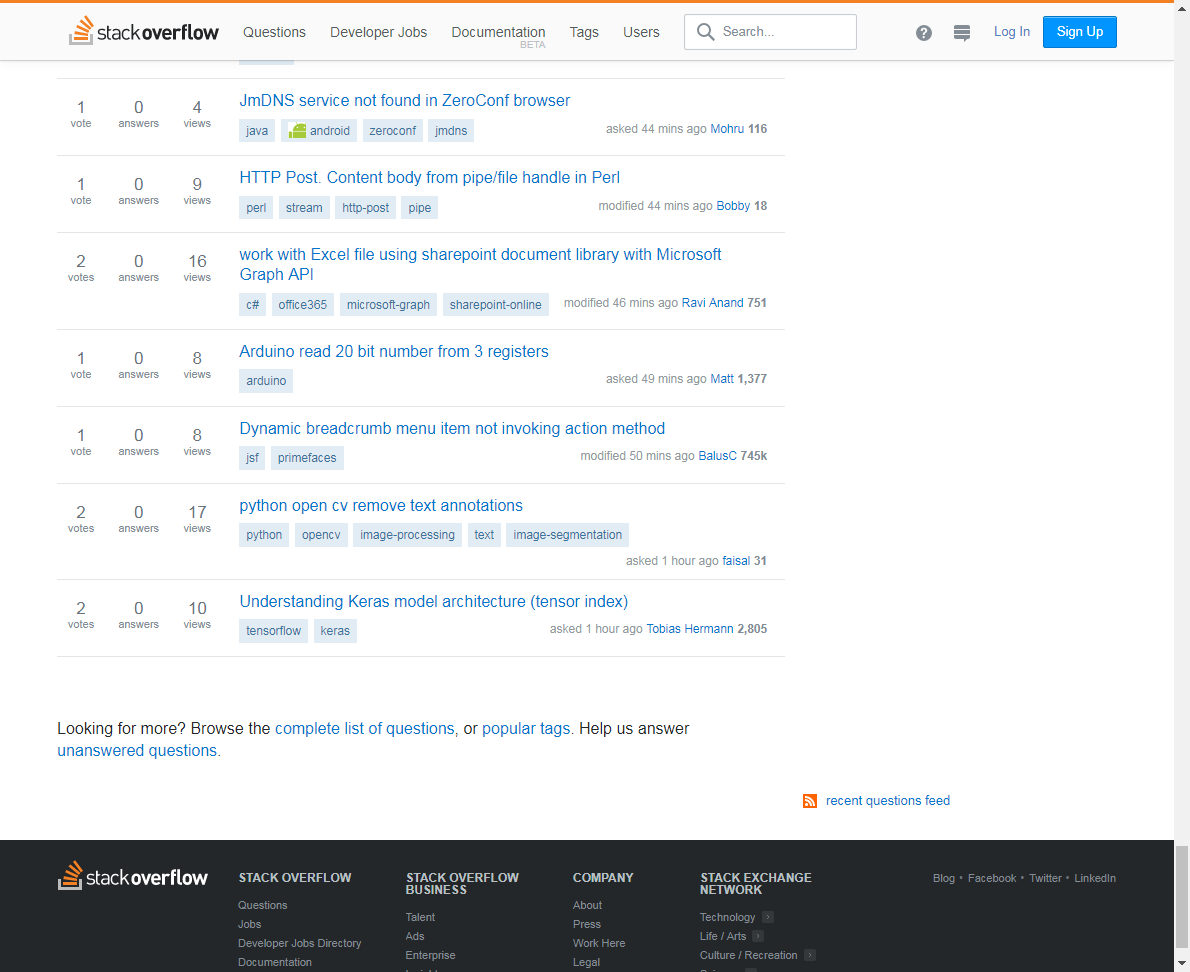 stackoverflow Questions Developer Jobs Documentation BETA Tags Users Search... ? Log In Sign Up
JmDNS service not found in ZeroConf browser
1 vote 0 answers 4 views
java android zeroconf jmdns
asked 44 mins ago Mohru 116
HTTP Post. Content body from pipe/file handle in Perl
1 vote 0 answers 9 views
perl stream http-post pipe
modified 44 mins ago Bobby 18
work with Excel file using sharepoint document library with Microsoft
Graph API
2 votes 0 answers 16 views
c# office365 microsoft-graph sharepoint-online
modified 46 mins ago Ravi Anand 751
Arduino read 20 bit number from 3 registers
1 vote 0 answers 8 views
arduino
asked 49 mins ago Matt 1,377
Dynamic breadcrumb menu item not invoking action method
1 vote 0 answers 8 views
jsf primefaces
modified 50 mins ago BalusC 745k
python open cv remove text annotations
2 votes 0 answers 17 views
python opencv image-processing text image-segmentation
asked 1 hour ago faisal 31
Understanding Keras model architecture (tensor index)
2 votes 0 answers 10 views
tensorflow keras
asked 1 hour ago Tobias Hermann 2,805
Looking for more? Browse the complete list of questions, or popular tags. Help us answer
unanswered questions.
recent questions feed
stackoverflow
STACK OVERFLOW
Questions
Jobs
Developer Jobs Directory
Documentation
STACK OVERFLOW
BUSINESS
Talent
Ads
Enterprise
COMPANY
About
Press
Work Here
Legal
STACK EXCHANGE
NETWORK
Technology
Life / Arts
Culture / Recreation
Blog • Facebook • Twitter • LinkedIn